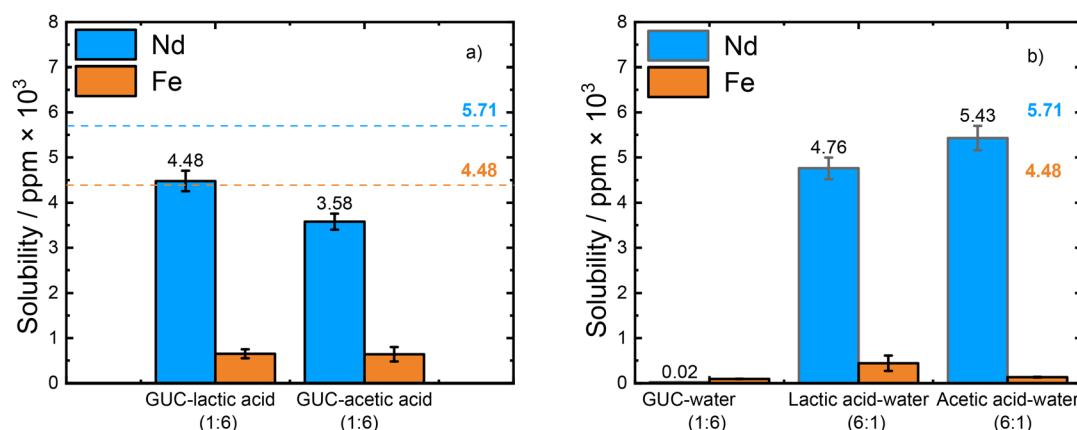 Solubility / ppm × 10³
8
7
6
5
4
3
2
1
0
Nd
Fe
a)
5.71
4.48
4.48
3.58
GUC-lactic acid
(1:6)
GUC-acetic acid
(1:6)
Solubility / ppm × 10³
8
7
6
5
4
3
2
1
0
Nd
Fe
b)
5.71
4.48
0.02
4.76
5.43
GUC-water
(1:6)
Lactic acid-water
(6:1)
Acetic acid-water
(6:1)